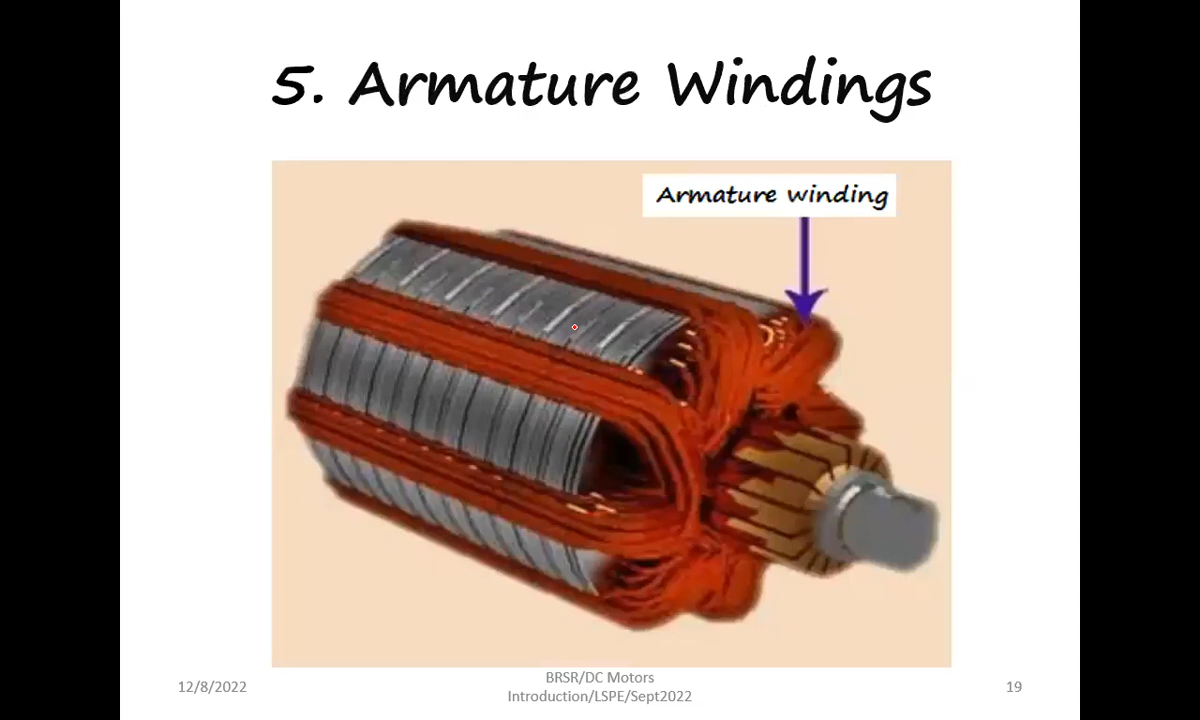 5. Armature Windings
Armature winding
12/8/2022
BRSR/DC Motors
Introduction/LSPE/Sept2022
19